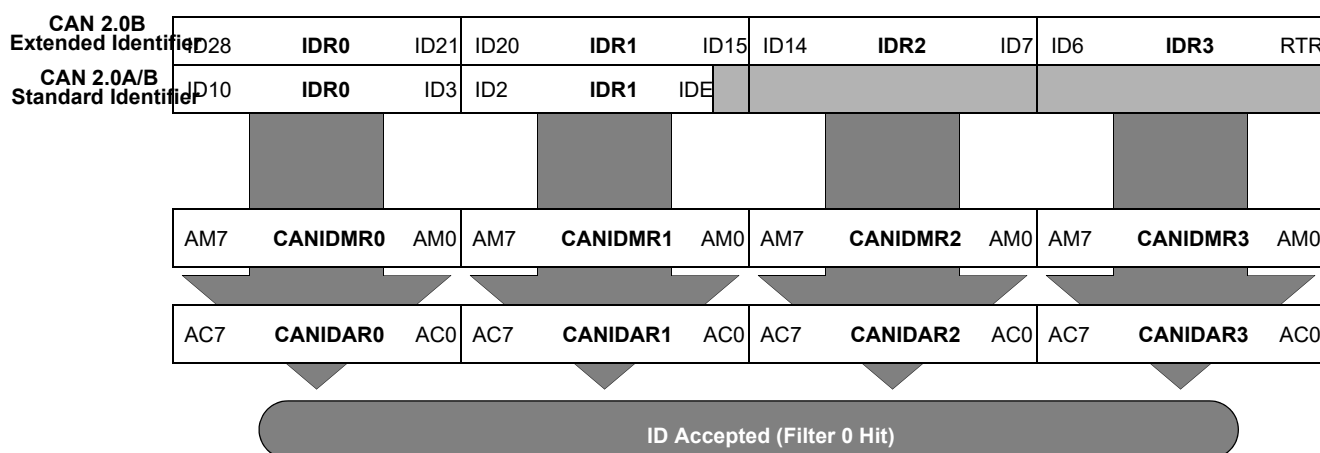 CAN 2.0B
Extended Identifier
ID28 IDR0 ID21 ID20 IDR1 ID15 ID14 IDR2 ID7 ID6 IDR3 RTR
CAN 2.0A/B
Standard Identifier
ID10 IDR0 ID3 ID2 IDR1 IDE
AM7 CANIDMR0 AM0 AM7 CANIDMR1 AM0 AM7 CANIDMR2 AM0 AM7 CANIDMR3 AM0
AC7 CANIDAR0 AC0 AC7 CANIDAR1 AC0 AC7 CANIDAR2 AC0 AC7 CANIDAR3 AC0
ID Accepted (Filter 0 Hit)